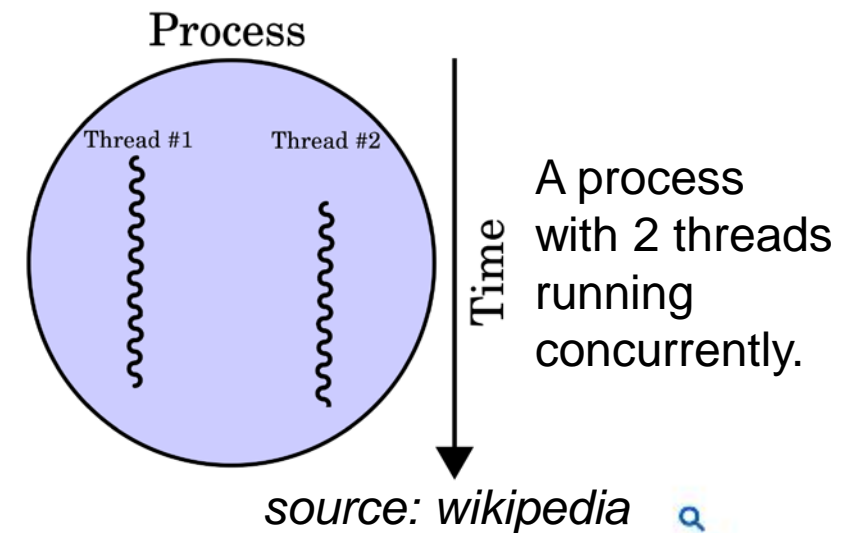 Process
Thread #1
Thread #2
Time
A process
with 2 threads
running
concurrently.
source: wikipedia